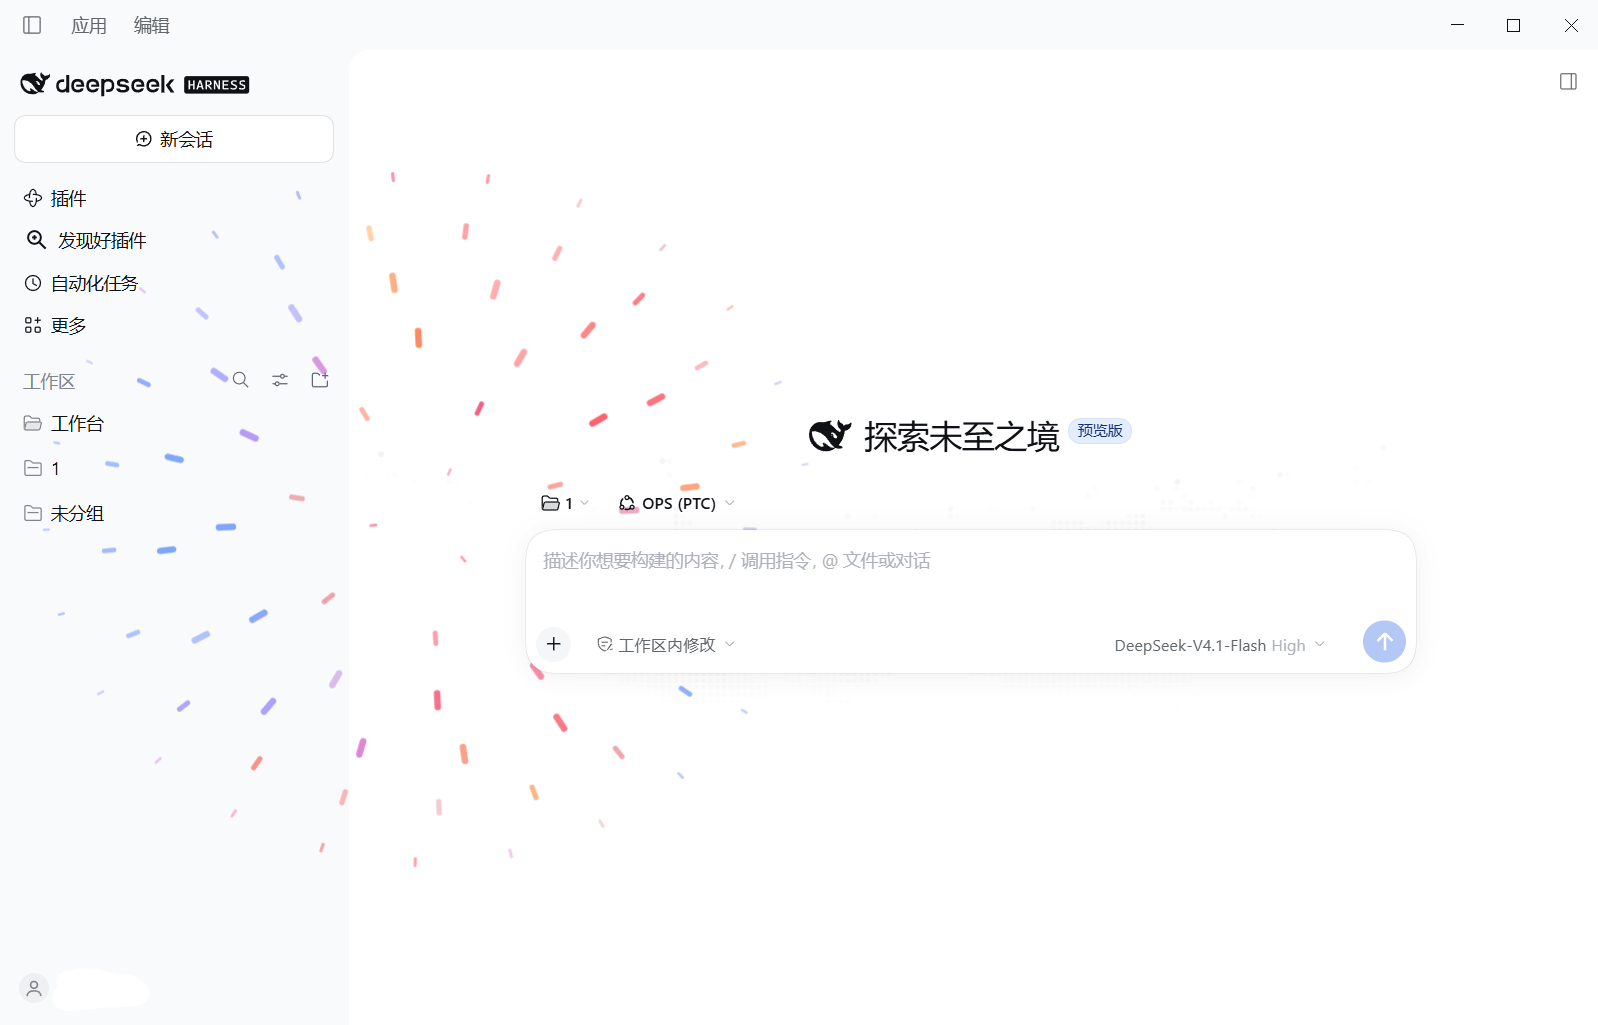 应用 编辑
deepseek HARNESS
新会话
插件
发现好插件
自动化任务
更多
工作区
工作台
1
未分组
探索未至之境 预览版
1 OPS (PTC)
描述你想要构建的内容, / 调用指令, @ 文件或对话
工作区内修改 DeepSeek-V4.1-Flash High